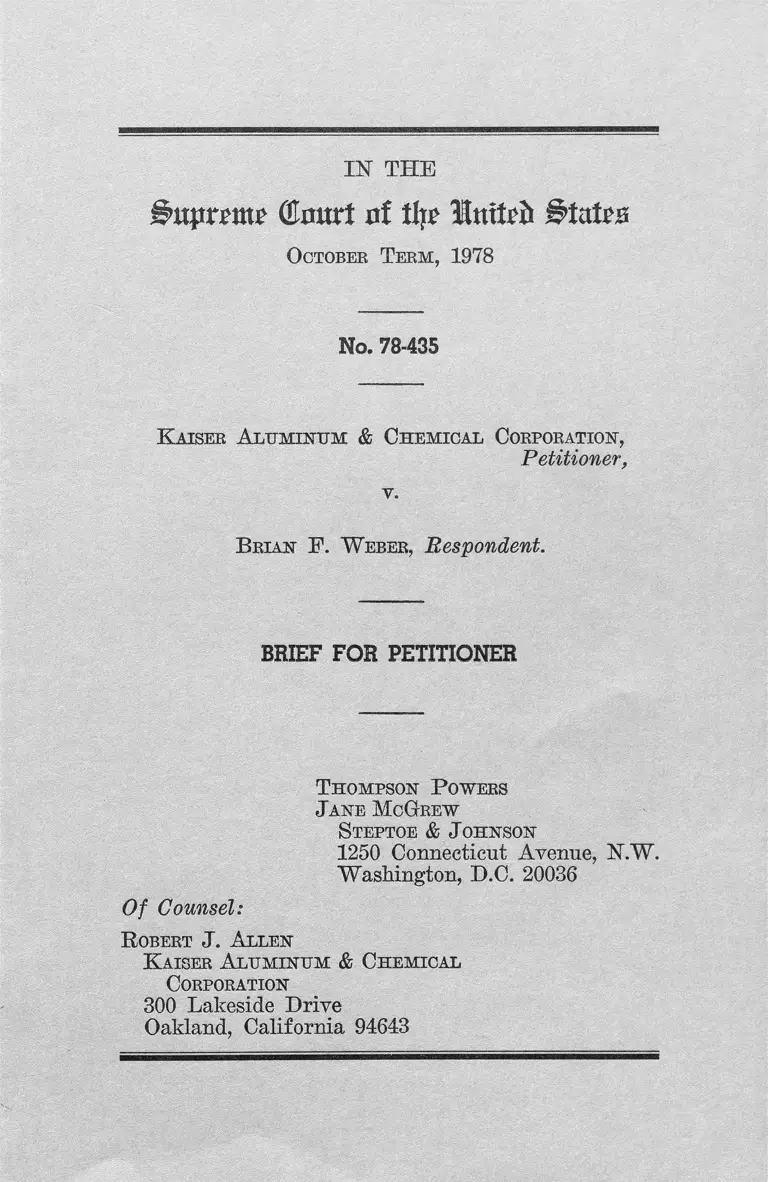 IN THE
Supreme Court of the United States
OCTOBER TERM, 1978
No. 78-435
KAISER ALUMINUM & CHEMICAL CORPORATION,
Petitioner,
v.
BRIAN F. WEBER, Respondent.
BRIEF FOR PETITIONER
THOMPSON POWERS
JANE MCGREW
STEPTOE & JOHNSON
1250 Connecticut Avenue, N.W.
Washington, D.C. 20036
Of Counsel:
ROBERT J. ALLEN
KAISER ALUMINUM & CHEMICAL
CORPORATION
300 Lakeside Drive
Oakland, California 94643